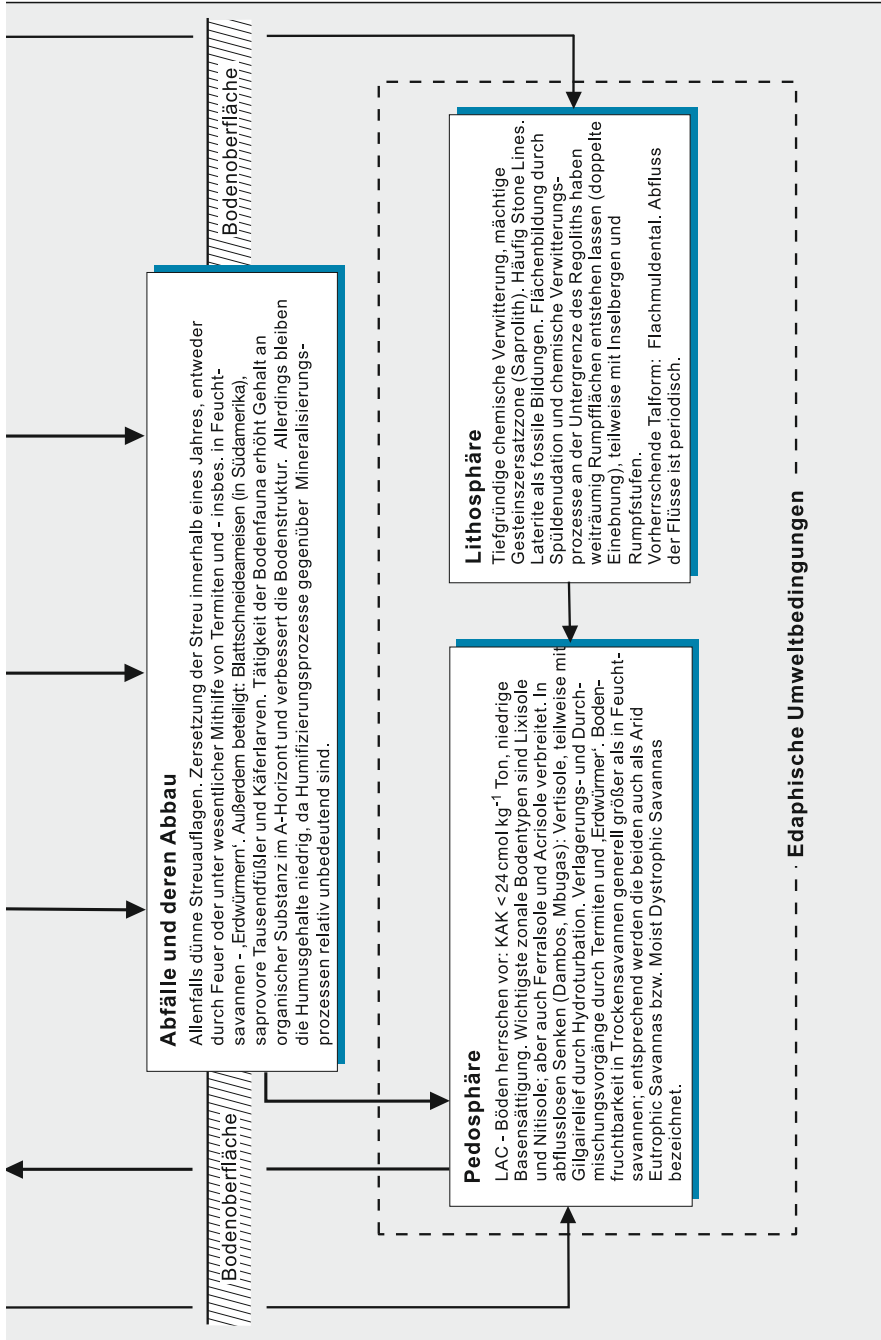 Bodenoberfläche
Abfälle und deren Abbau
Allenfalls dünne Streuauflagen. Zersetzung der Streu innerhalb eines Jahres, entweder
durch Feuer oder unter wesentlicher Mithilfe von Termiten und - insbes. in Feucht-
savannen - ‚Erdwürmern‘. Außerdem beteiligt: Blattschneideameisen (in Südamerika),
saprovore Tausendfüßler und Käferlarven. Tätigkeit der Bodenfauna erhöht Gehalt an
organischer Substanz im A-Horizont und verbessert die Bodenstruktur. Allerdings bleiben
die Humusgehalte niedrig, da Humifizierungsprozesse gegenüber Mineralisierungs-
prozessen relativ unbedeutend sind.
Bodenoberfläche
Pedosphäre
LAC - Böden herrschen vor: KAK < 24 cmol kg⁻¹ Ton, niedrige
Basensättigung. Wichtigste zonale Bodentypen sind Lixisole
und Nitisole; aber auch Ferralsole und Acrisole verbreitet. In
abflusslosen Senken (Dambos, Mbugas): Vertisole, teilweise mit
Gilgairelief durch Hydroturbation. Verlagerungs- und Durch-
mischungsvorgänge durch Termiten und ‚Erdwürmer‘. Boden-
fruchtbarkeit in Trockensavannen generell größer als in Feucht-
savannen; entsprechend werden die beiden auch als Arid
Eutrophic Savannas bzw. Moist Dystrophic Savannas
bezeichnet.
Lithosphäre
Tiefgründige chemische Verwitterung, mächtige
Gesteinszersatzzone (Saprolith). Häufig Stone Lines.
Laterite als fossile Bildungen. Flächenbildung durch
Spüldenudation und chemische Verwitterungs-
prozesse an der Untergrenze des Regoliths haben
weiträumig Rumpfflächen entstehen lassen (doppelte
Einebnung), teilweise mit Inselbergen und
Rumpfstufen.
Vorherrschende Talform: Flachmuldental. Abfluss
der Flüsse ist periodisch.
Edaphische Umweltbedingungen